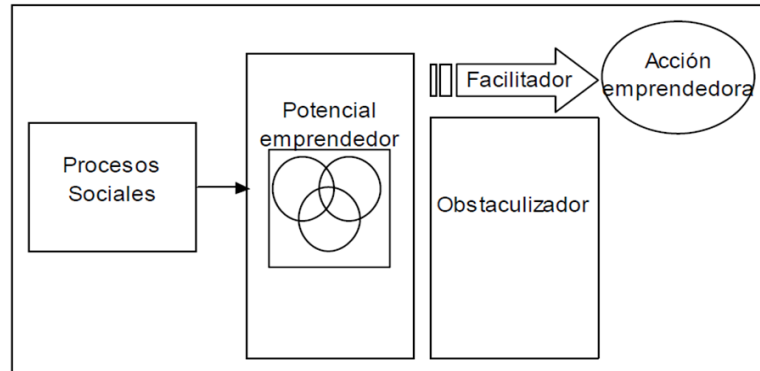 Procesos
Sociales
Potencial
emprendedor
Facilitador
Acción
emprendedora
Obstaculizador